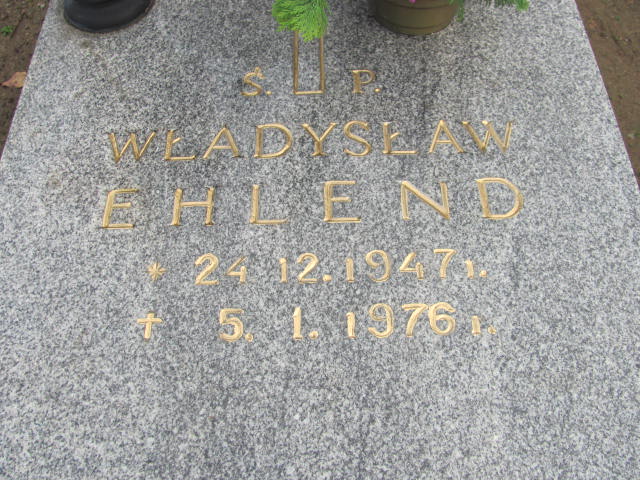 Ś. P.
WŁADYSŁAW
EHLEND
* 24 12. 1947 r.
✝ 5. 1. 1976 r.